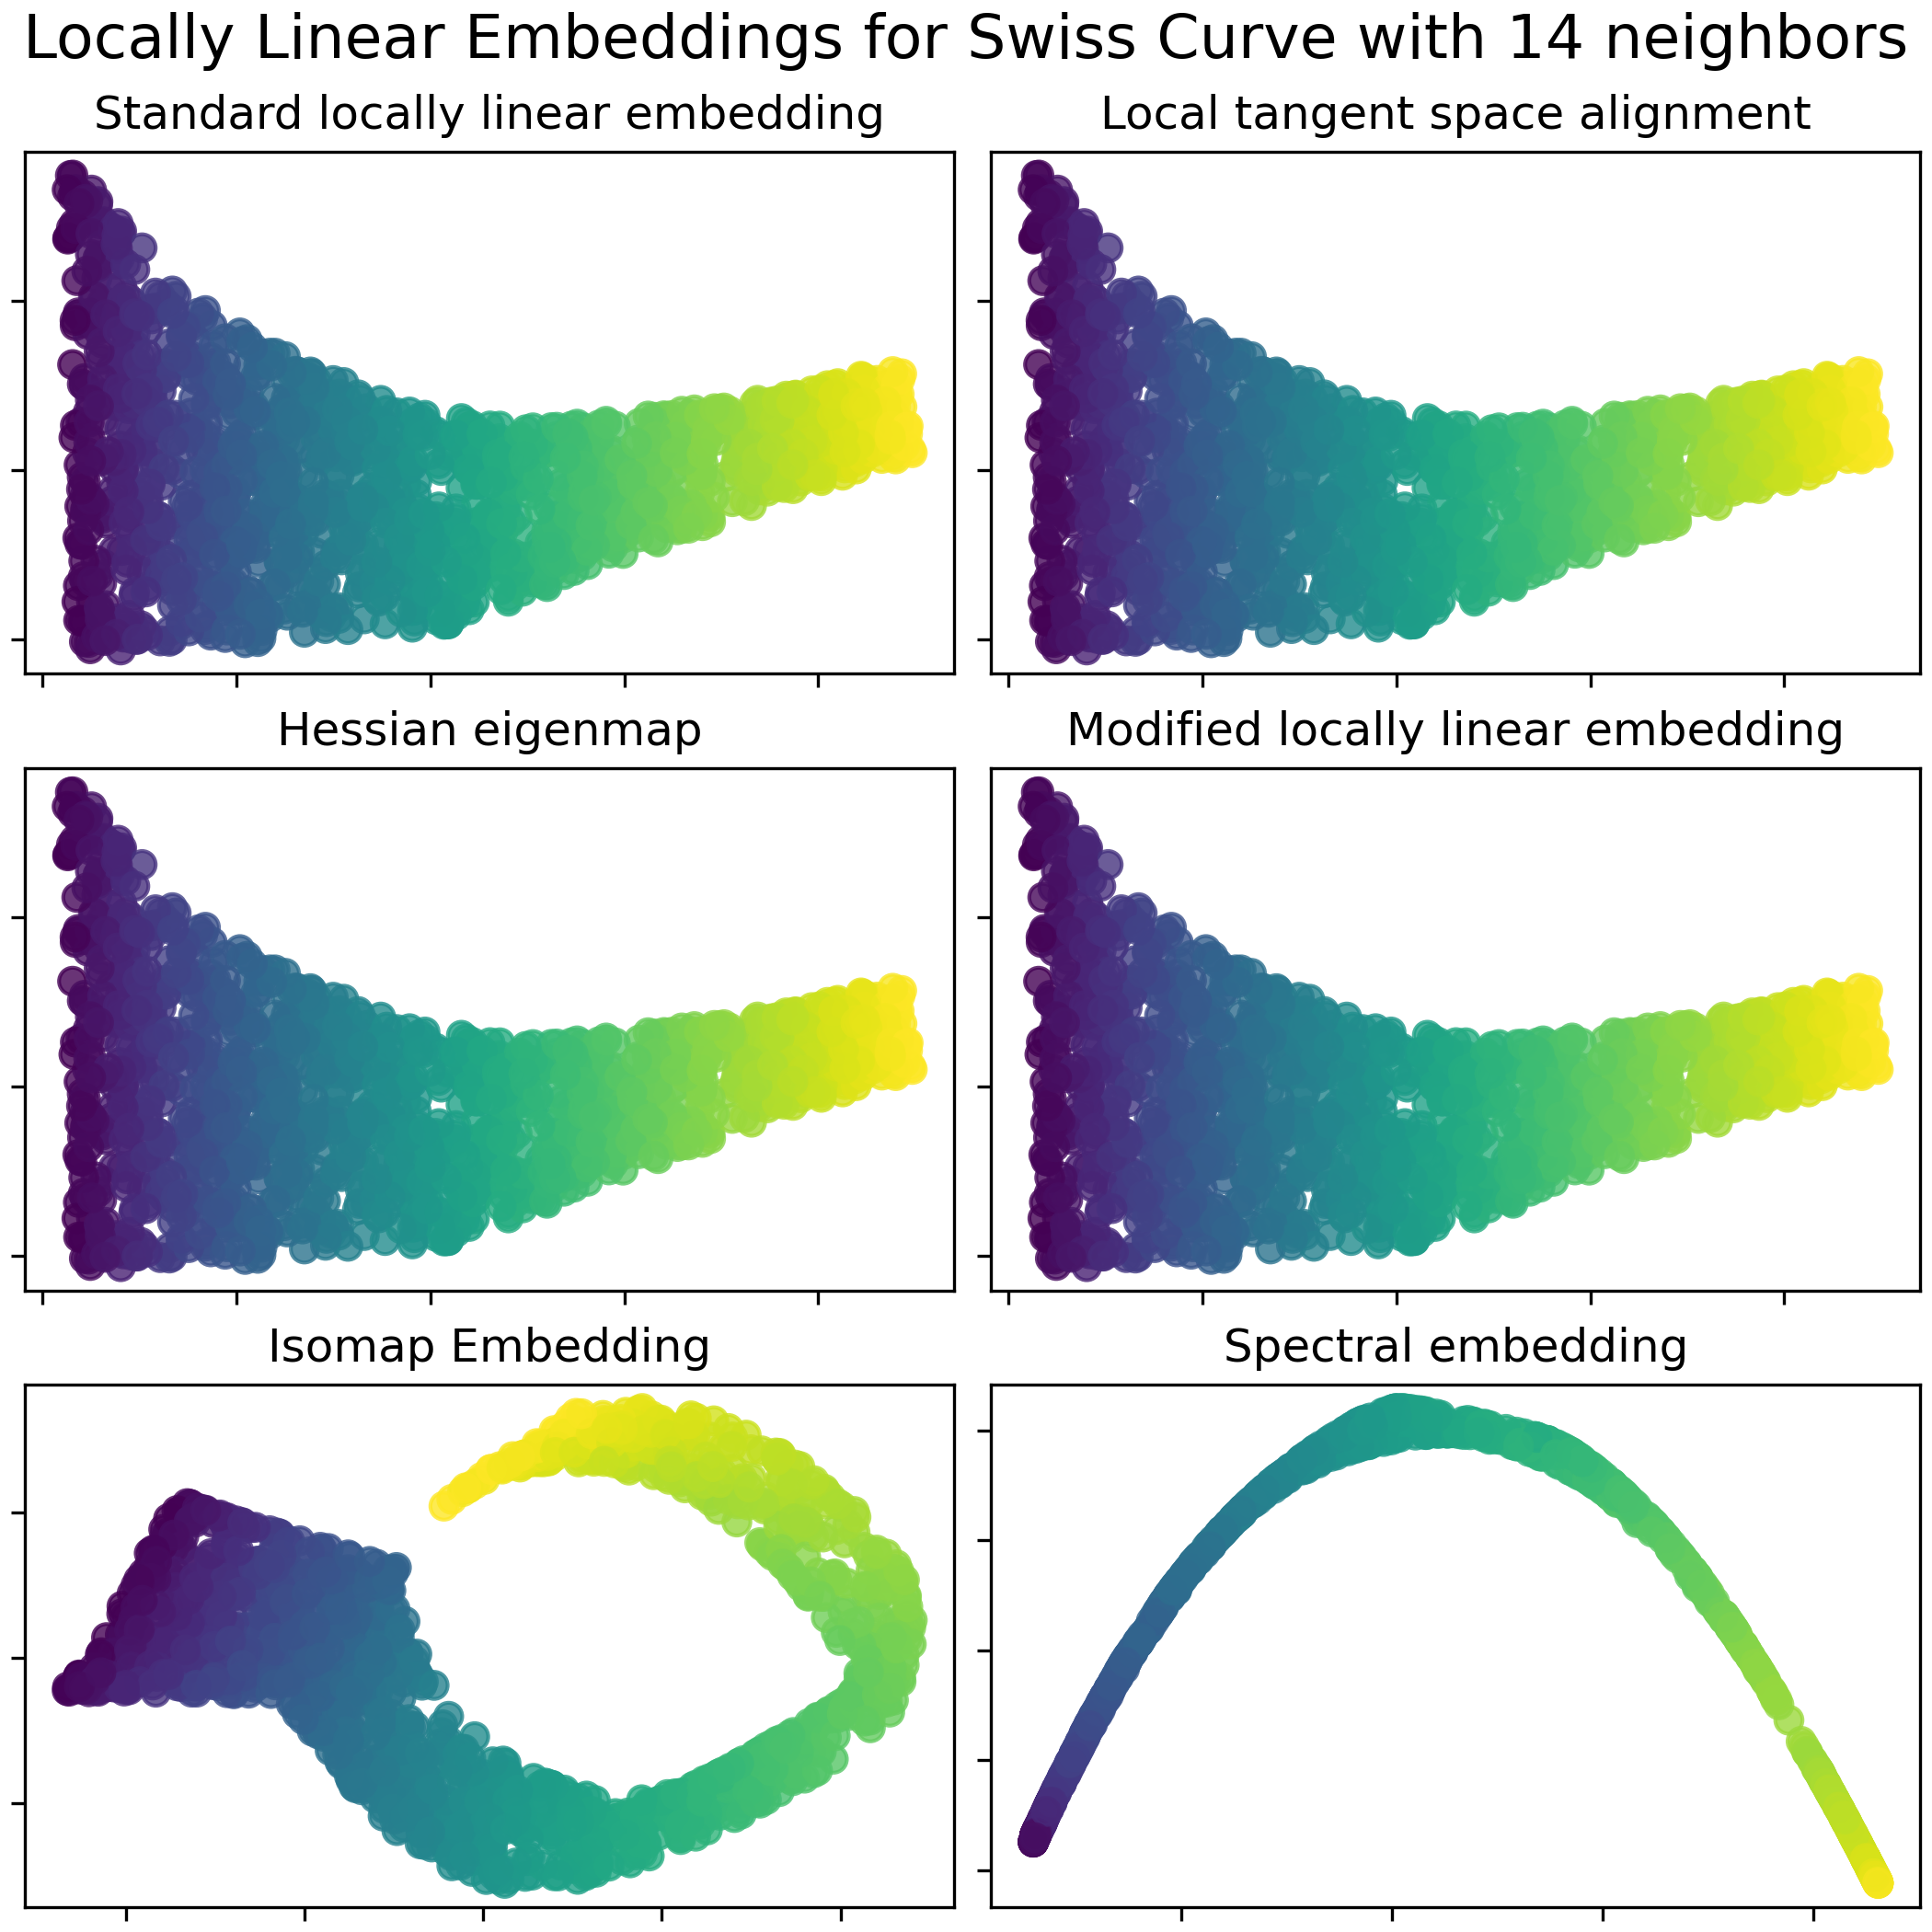 Locally Linear Embeddings for Swiss Curve with 14 neighbors
Standard locally linear embedding
Local tangent space alignment
Hessian eigenmap
Modified locally linear embedding
Isomap Embedding
Spectral embedding